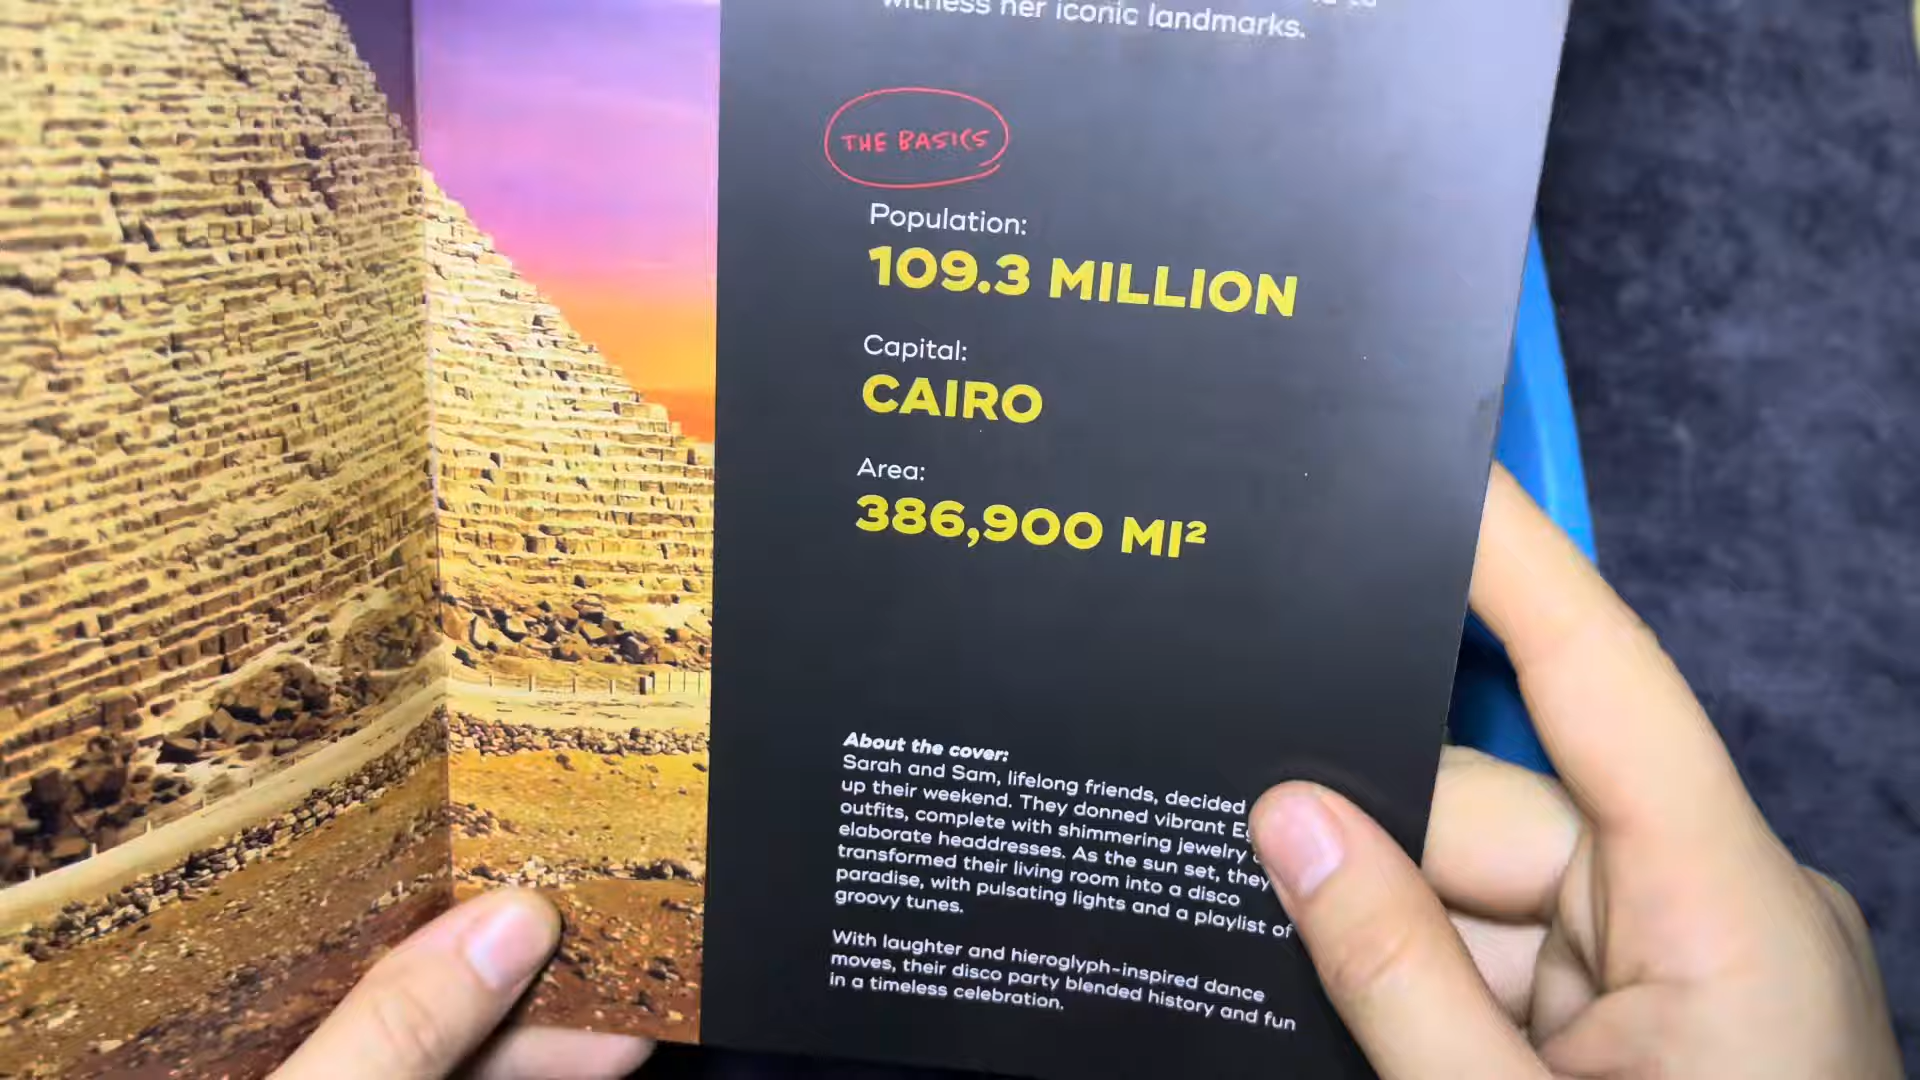 witness her iconic landmarks.
THE BASICS
Population:
109.3 MILLION
Capital:
CAIRO
Area:
386,900 MI²
About the cover:
Sarah and Sam, lifelong friends, decided
up their weekend. They donned vibrant
outfits, complete with shimmering jewelry
elaborate headdresses. As the sun set, they
transformed their living room into a disco
paradise, with pulsating lights and a playlist of
groovy tunes.
With laughter and hieroglyph-inspired dance
moves, their disco party blended history and fun
in a timeless celebration.